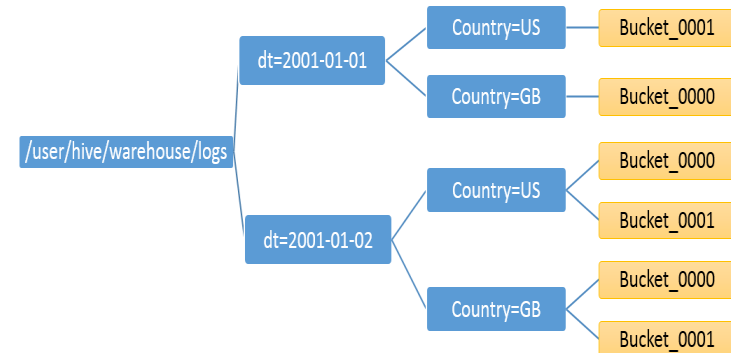 /user/hive/warehouse/logs
dt=2001-01-01
Country=US
Bucket_0001
Country=GB
Bucket_0000
dt=2001-01-02
Country=US
Bucket_0000
Bucket_0001
Country=GB
Bucket_0000
Bucket_0001